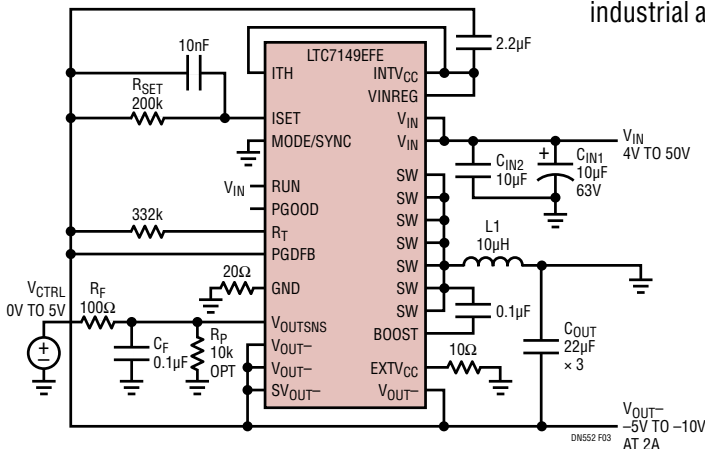 industrial a
10nF
2.2µF
LTC7149EFE
ITH
INTVCC
VINREG
RSET
200k
ISET
VIN
MODE/SYNC
VIN
VIN
4V TO 50V
CIN2
10µF
+
CIN1
10µF
63V
VIN
RUN
SW
PGOOD
SW
332k
SW
RT
SW
L1
10µH
PGDFB
SW
20Ω
GND
SW
SW
0.1µF
VCTRL
0V TO 5V
RF
100Ω
VOUTSNS
BOOST
COUT
22µF
× 3
+
–
CF
0.1µF
RP
10k
OPT
VOUT–
VOUT–
SVOUT–
EXTVCC
10Ω
VOUT–
VOUT–
–5V TO –10V
AT 2A
DN552 F03